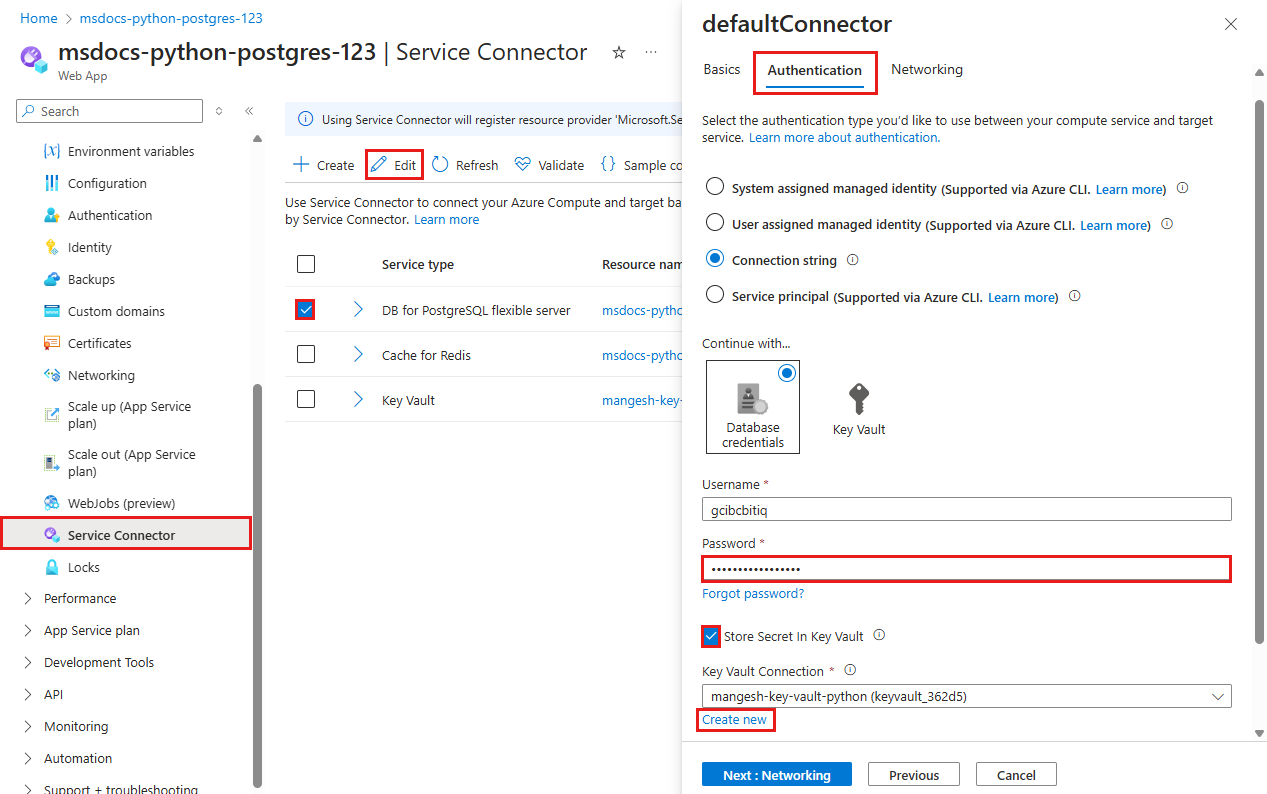 Home > msdocs-python-postgres-123
msdocs-python-postgres-123 | Service Connector
Web App
Search
Environment variables
Configuration
Authentication
Identity
Backups
Custom domains
Certificates
Networking
Scale up (App Service
plan)
Scale out (App Service
plan)
WebJobs (preview)
Service Connector
Locks
Performance
App Service plan
Development Tools
API
Monitoring
Automation
Support + troubleshooting
Using Service Connector will register resource provider 'Microsoft.Se
Create Edit Refresh Validate Sample co
Use Service Connector to connect your Azure Compute and target ba
by Service Connector. Learn more
Service type Resource nam
DB for PostgreSQL flexible server msdocs-pytho
Cache for Redis msdocs-pytho
Key Vault mangesh-key-
defaultConnector
Basics Authentication Networking
Select the authentication type you'd like to use between your compute service and target
service. Learn more about authentication.
System assigned managed identity (Supported via Azure CLI. Learn more)
User assigned managed identity (Supported via Azure CLI. Learn more)
Connection string
Service principal (Supported via Azure CLI. Learn more)
Continue with...
Database
credentials
Key Vault
Username *
gcibcbitiq
Password *
•••••••••••••••••
Forgot password?
Store Secret In Key Vault
Key Vault Connection *
mangesh-key-vault-python (keyvault_362d5)
Create new
Next : Networking Previous Cancel